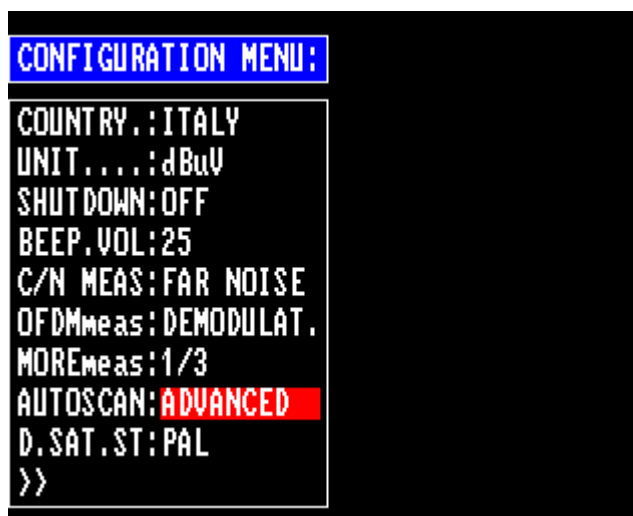 CONFIGURATION MENU:
COUNTRY.:ITALY
UNIT....:dBuV
SHUTDOWN:OFF
BEEP.VOL:25
C/N MEAS:FAR NOISE
OFDMmeas:DEMODULAT.
MOREmeas:1/3
AUTOSCAN:ADVANCED
D.SAT.ST:PAL
>>